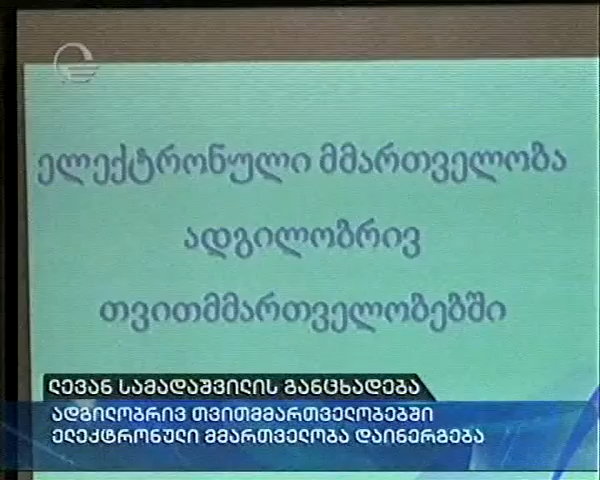 ელექტრონული მმართველობა
ადგილობრივ
თვითმმართველობებში
ლევან სამადაშვილის განცხადება
ადგილობრივ თვითმმართველობებში
ელექტრონული მმართველობა დაინერგება